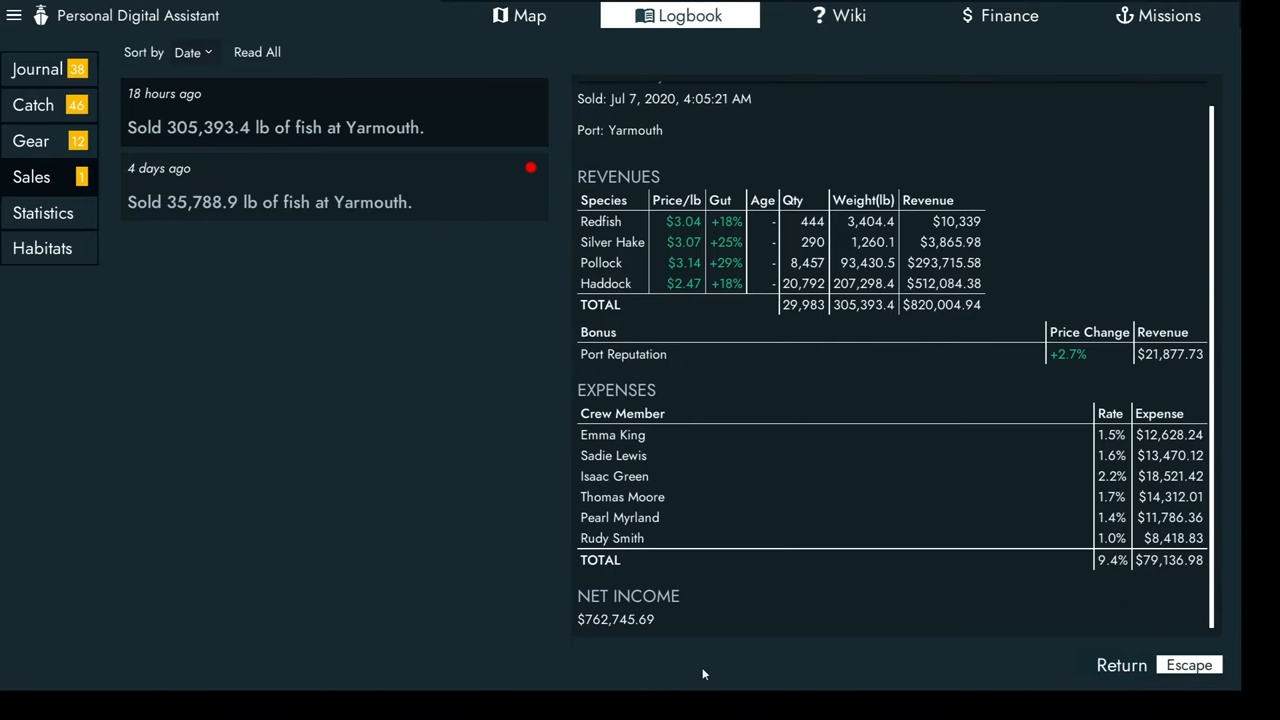 Personal Digital Assistant
Map
Logbook
? Wiki
$ Finance
Missions
Sort by Date Read All
Journal 38
Catch 46
Gear 12
Sales 1
Statistics
Habitats
18 hours ago
Sold 305,393.4 lb of fish at Yarmouth.
4 days ago
Sold 35,788.9 lb of fish at Yarmouth.
Sold: Jul 7, 2020, 4:05:21 AM
Port: Yarmouth
REVENUES
Species Price/lb Gut Age Qty Weight(lb) Revenue
Redfish $3.04 +18% - 444 3,404.4 $10,339
Silver Hake $3.07 +25% - 290 1,260.1 $3,865.98
Pollock $3.14 +29% - 8,457 93,430.5 $293,715.58
Haddock $2.47 +18% - 20,792 207,298.4 $512,084.38
TOTAL 29,983 305,393.4 $820,004.94
Bonus Price Change Revenue
Port Reputation +2.7% $21,877.73
EXPENSES
Crew Member Rate Expense
Emma King 1.5% $12,628.24
Sadie Lewis 1.6% $13,470.12
Isaac Green 2.2% $18,521.42
Thomas Moore 1.7% $14,312.01
Pearl Myrland 1.4% $11,786.36
Rudy Smith 1.0% $8,418.83
TOTAL 9.4% $79,136.98
NET INCOME
$762,745.69
Return Escape